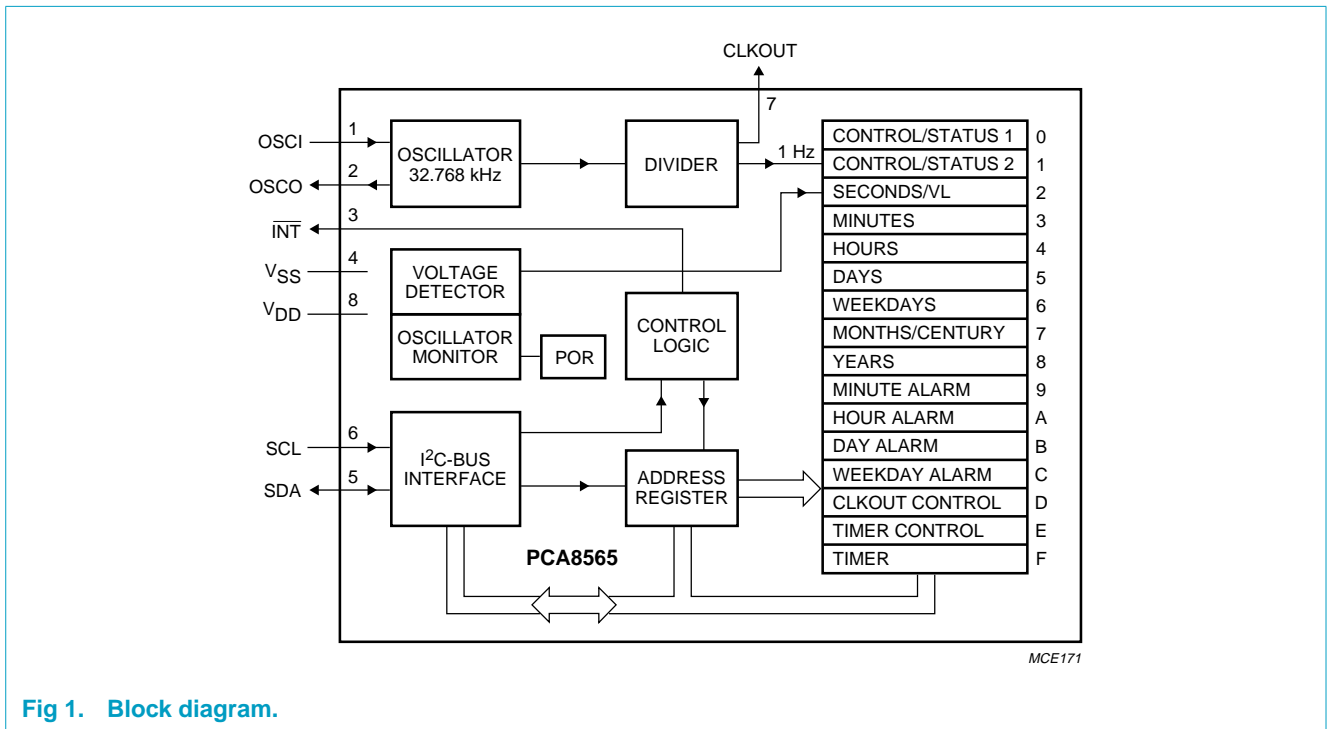 CLKOUT
7
OSCI
1
OSCILLATOR
32.768 kHz
DIVIDER
1 Hz
OSCO
2
INT
3
VSS
4
VDD
8
VOLTAGE
DETECTOR
OSCILLATOR
MONITOR
POR
CONTROL
LOGIC
SCL
6
SDA
5
I2C-BUS
INTERFACE
ADDRESS
REGISTER
PCA8565
CONTROL/STATUS 1 0
CONTROL/STATUS 2 1
SECONDS/VL 2
MINUTES 3
HOURS 4
DAYS 5
WEEKDAYS 6
MONTHS/CENTURY 7
YEARS 8
MINUTE ALARM 9
HOUR ALARM A
DAY ALARM B
WEEKDAY ALARM C
CLKOUT CONTROL D
TIMER CONTROL E
TIMER F
MCE171
Fig 1. Block diagram.